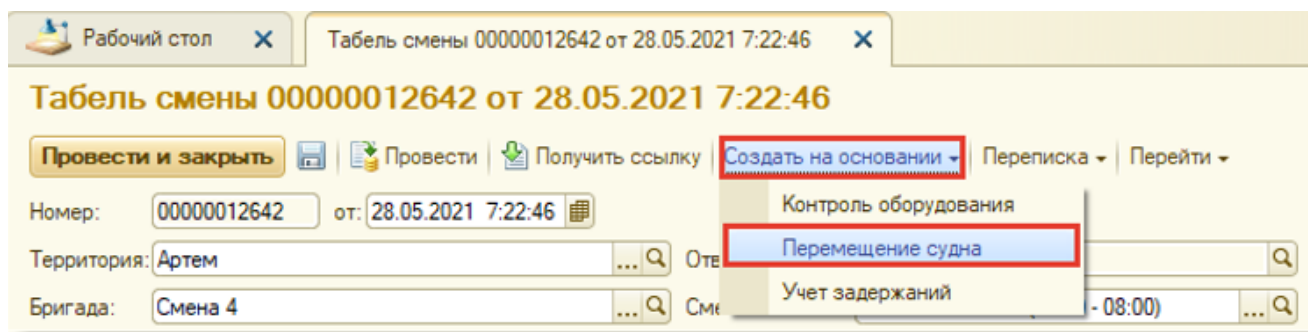 Рабочий стол
Табель смены 00000012642 от 28.05.2021 7:22:46
Табель смены 00000012642 от 28.05.2021 7:22:46
Провести и закрыть Провести Получить ссылку Создать на основании Переписка Перейти
Номер: 00000012642 от: 28.05.2021 7:22:46
Контроль оборудования
Территория: Артем ...
Перемещение судна
Бригада: Смена 4 ...
Учет задержаний
- 08:00) ...